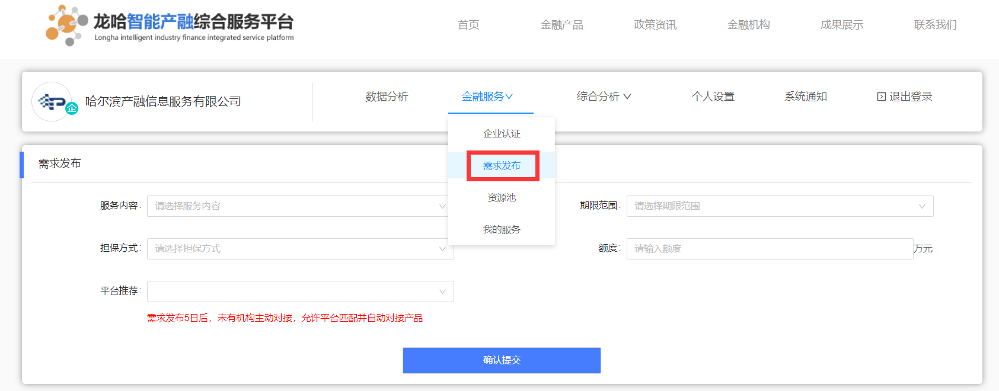 龙哈智能产融综合服务平台
Longha intelligent industry finance integrated service platform
首页 金融产品 政策资讯 金融机构 成果展示 联系我们
企 哈尔滨产融信息服务有限公司
数据分析 金融服务 综合分析 个人设置 系统通知 退出登录
企业认证
需求发布
资源池
我的服务
需求发布
服务内容: 请选择服务内容
期限范围: 请选择期限范围
担保方式: 请选择担保方式
额度: 请输入额度 万元
平台推荐:
需求发布5日后，未有机构主动对接，允许平台匹配并自动对接产品
确认提交